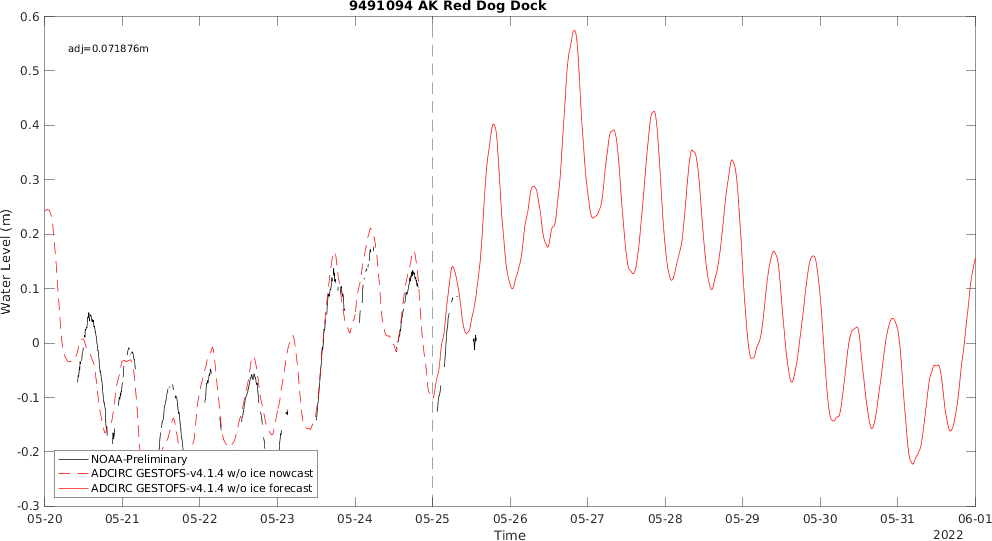 9491094 AK Red Dog Dock
adj=0.071876m
0.6
0.5
0.4
0.3
0.2
0.1
0
-0.1
-0.2
-0.3
Water Level (m)
NOAA-Preliminary
ADCIRC GESTOFS-v4.1.4 w/o ice nowcast
ADCIRC GESTOFS-v4.1.4 w/o ice forecast
05-20 05-21 05-22 05-23 05-24 05-25 05-26 05-27 05-28 05-29 05-30 05-31 06-01
Time
2022